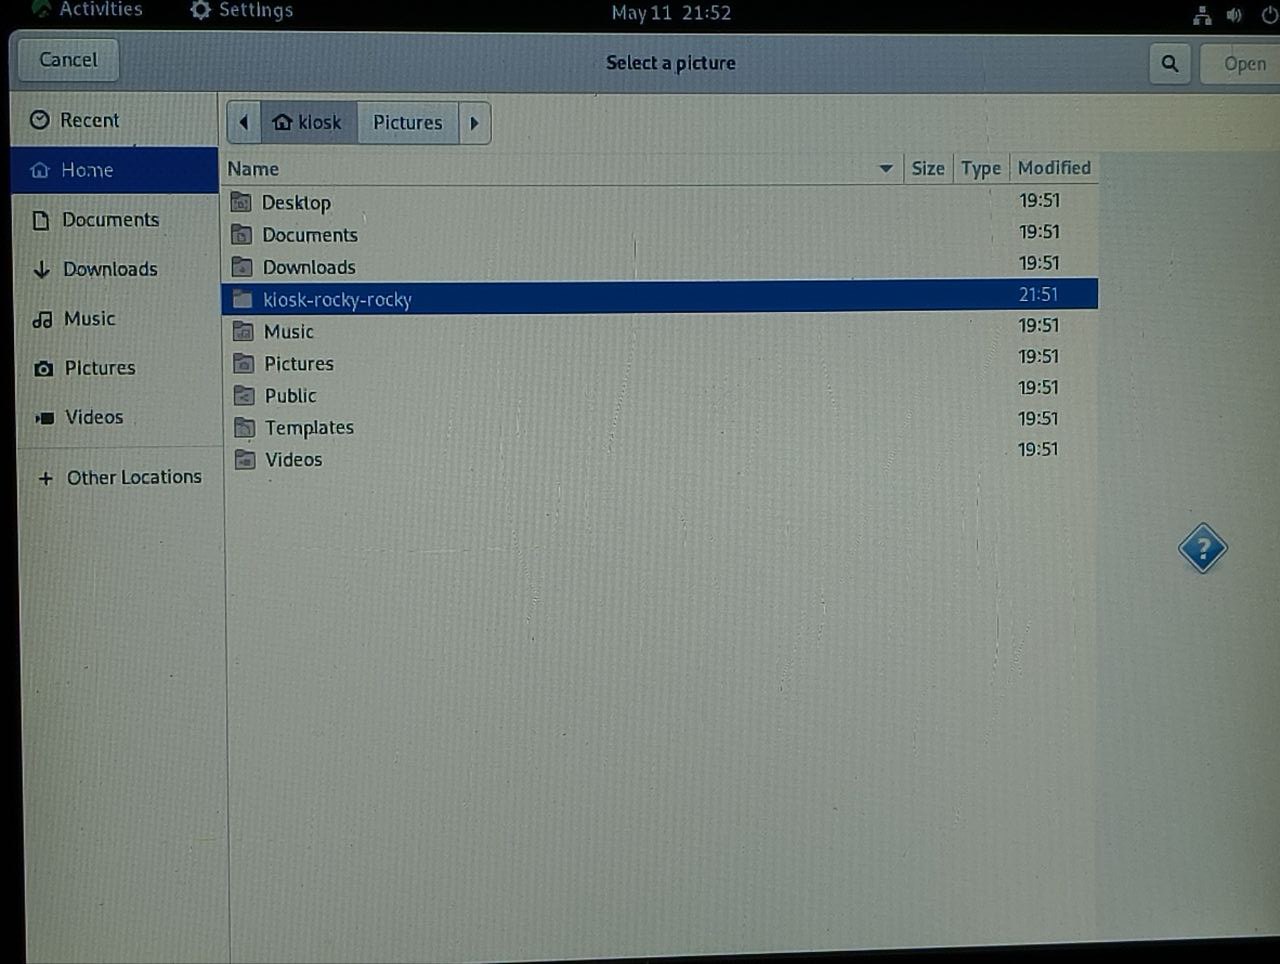 Activities Settings May 11 21:52
Cancel Select a picture Open
Recent
Home
Documents
Downloads
Music
Pictures
Videos
Other Locations
kiosk Pictures
Name Size Type Modified
Desktop 19:51
Documents 19:51
Downloads 19:51
kiosk-rocky-rocky 21:51
Music 19:51
Pictures 19:51
Public 19:51
Templates 19:51
Videos 19:51